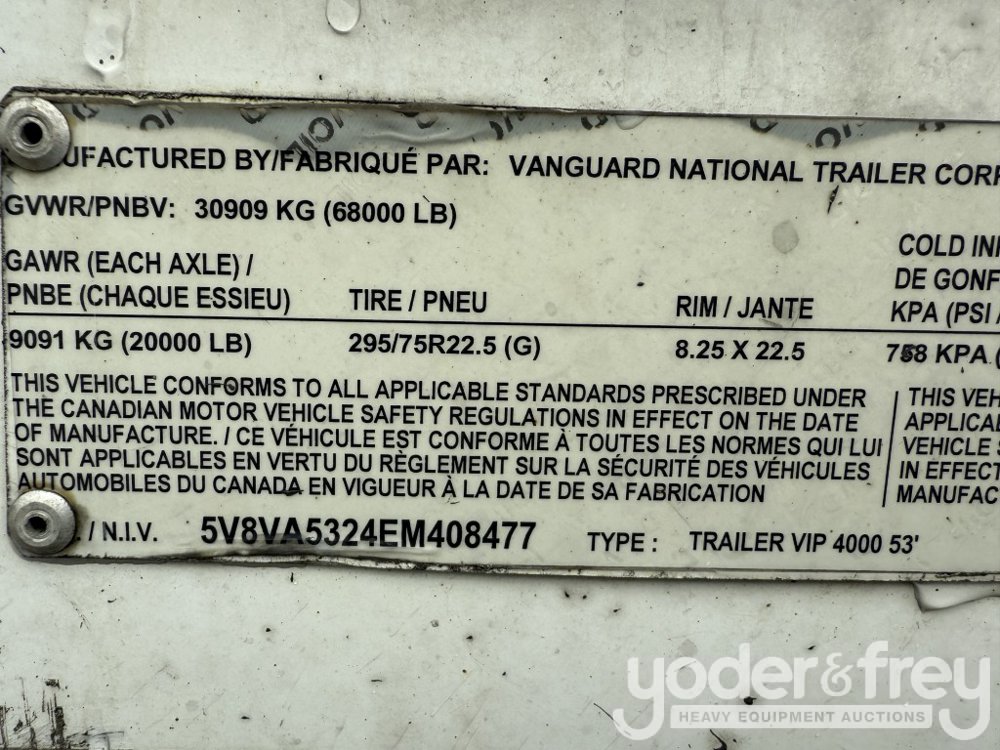 UFACTURED BY/FABRIQUÉ PAR: VANGUARD NATIONAL TRAILER CORP
GVWR/PNBV: 30909 KG (68000 LB)
GAWR (EACH AXLE) /
PNBE (CHAQUE ESSIEU)
TIRE / PNEU
RIM / JANTE
COLD IN
DE GONF
KPA (PSI /
9091 KG (20000 LB)
295/75R22.5 (G)
8.25 X 22.5
758 KPA (
THIS VEHICLE CONFORMS TO ALL APPLICABLE STANDARDS PRESCRIBED UNDER
THE CANADIAN MOTOR VEHICLE SAFETY REGULATIONS IN EFFECT ON THE DATE
OF MANUFACTURE. / CE VÉHICULE EST CONFORME À TOUTES LES NORMES QUI LUI
SONT APPLICABLES EN VERTU DU RÈGLEMENT SUR LA SÉCURITÉ DES VÉHICULES
AUTOMOBILES DU CANADA EN VIGUEUR À LA DATE DE SA FABRICATION
THIS VEH
APPLICAB
VEHICLE S
IN EFFECT
MANUFAC
/ N.I.V. 5V8VA5324EM408477 TYPE : TRAILER VIP 4000 53'
yoder&frey
HEAVY EQUIPMENT AUCTIONS